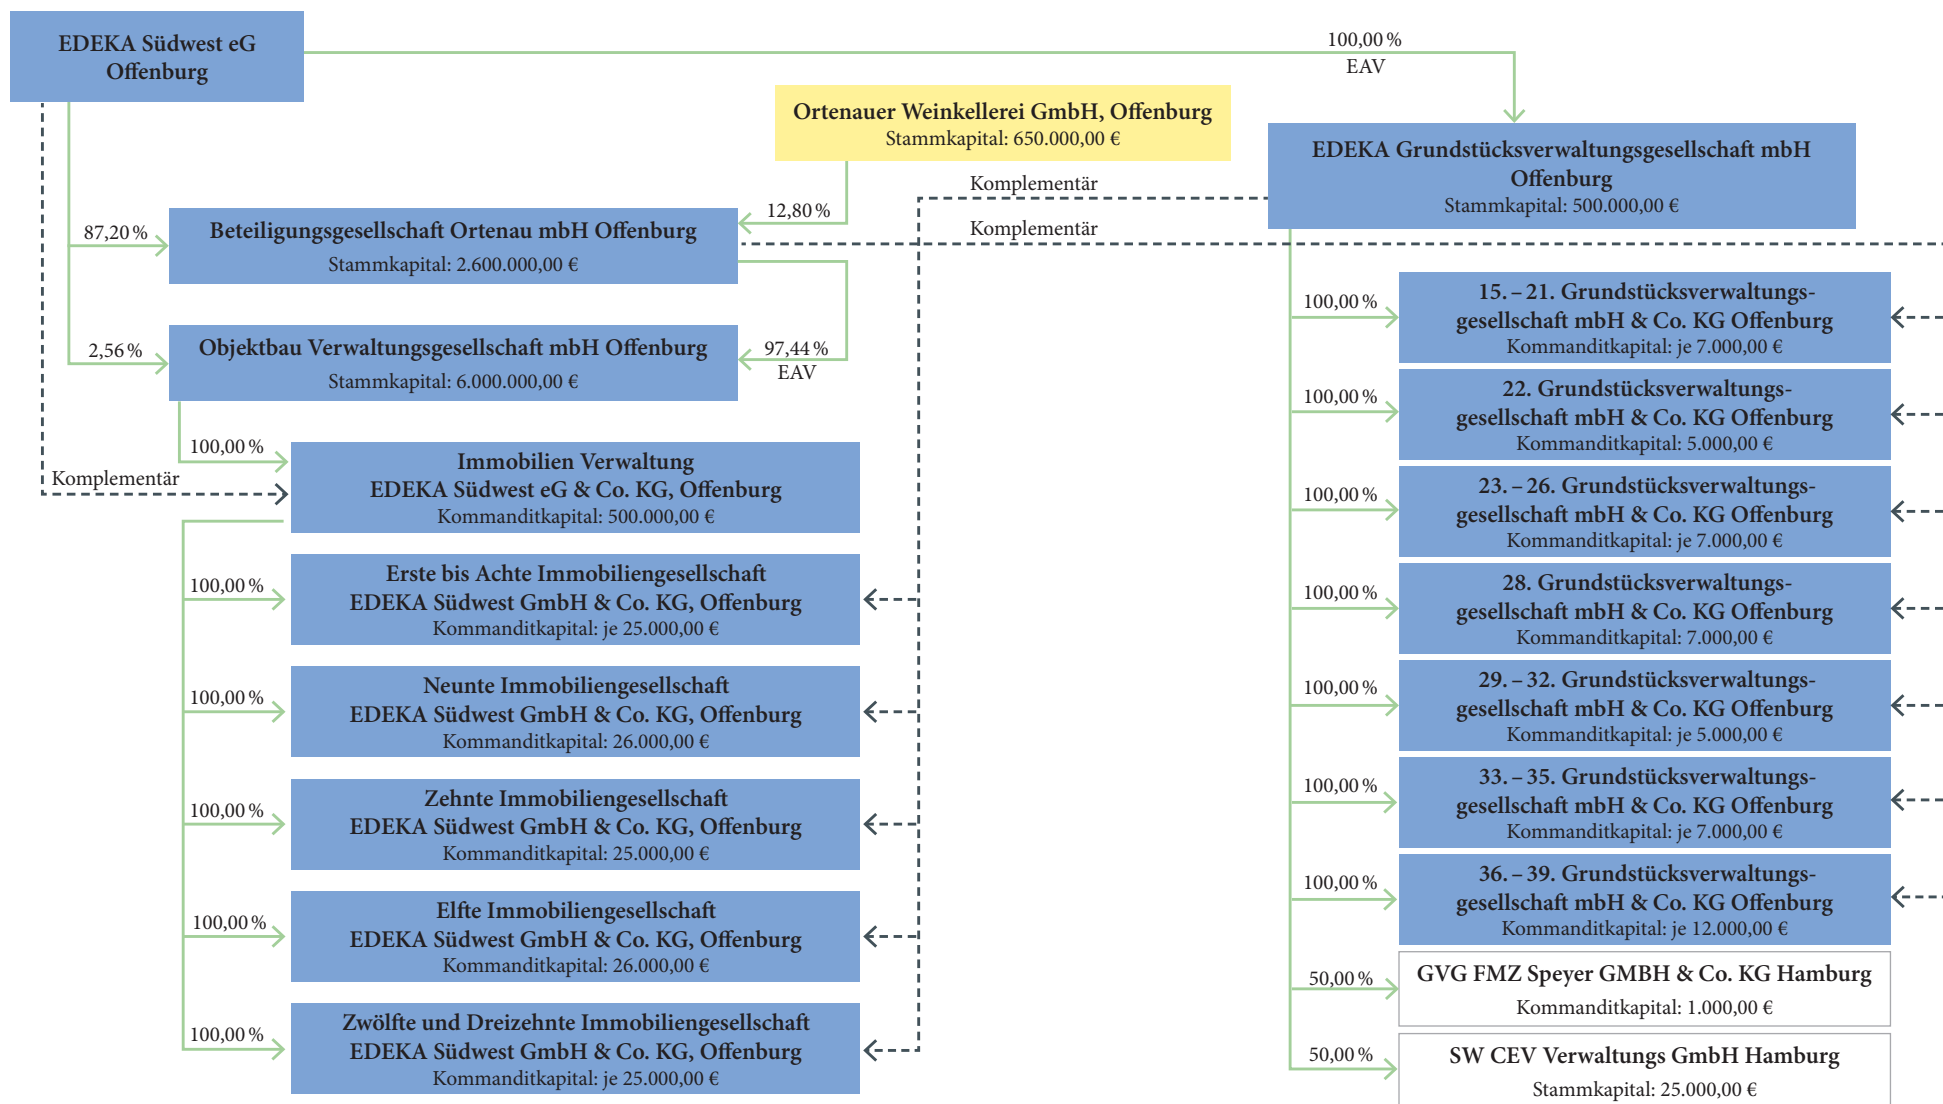 EDEKA Südwest eG
Offenburg
100,00 %
EAV
Ortenauer Weinkellerei GmbH, Offenburg
Stammkapital: 650.000,00 €
EDEKA Grundstücksverwaltungsgesellschaft mbH
Offenburg
Stammkapital: 500.000,00 €
Komplementär
Komplementär
12,80 %
87,20 %
Beteiligungsgesellschaft Ortenau mbH Offenburg
Stammkapital: 2.600.000,00 €
2,56 %
Objektbau Verwaltungsgesellschaft mbH Offenburg
Stammkapital: 6.000.000,00 €
97,44 %
EAV
100,00 %
Komplementär
Immobilien Verwaltung
EDEKA Südwest eG & Co. KG, Offenburg
Kommanditkapital: 500.000,00 €
100,00 %
Erste bis Achte Immobiliengesellschaft
EDEKA Südwest GmbH & Co. KG, Offenburg
Kommanditkapital: je 25.000,00 €
100,00 %
Neunte Immobiliengesellschaft
EDEKA Südwest GmbH & Co. KG, Offenburg
Kommanditkapital: 26.000,00 €
100,00 %
Zehnte Immobiliengesellschaft
EDEKA Südwest GmbH & Co. KG, Offenburg
Kommanditkapital: 25.000,00 €
100,00 %
Elfte Immobiliengesellschaft
EDEKA Südwest GmbH & Co. KG, Offenburg
Kommanditkapital: 26.000,00 €
100,00 %
Zwölfte und Dreizehnte Immobiliengesellschaft
EDEKA Südwest GmbH & Co. KG, Offenburg
Kommanditkapital: je 25.000,00 €
100,00 %
15. – 21. Grundstücksverwaltungs-
gesellschaft mbH & Co. KG Offenburg
Kommanditkapital: je 7.000,00 €
100,00 %
22. Grundstücksverwaltungs-
gesellschaft mbH & Co. KG Offenburg
Kommanditkapital: 5.000,00 €
100,00 %
23. – 26. Grundstücksverwaltungs-
gesellschaft mbH & Co. KG Offenburg
Kommanditkapital: je 7.000,00 €
100,00 %
28. Grundstücksverwaltungs-
gesellschaft mbH & Co. KG Offenburg
Kommanditkapital: 7.000,00 €
100,00 %
29. – 32. Grundstücksverwaltungs-
gesellschaft mbH & Co. KG Offenburg
Kommanditkapital: je 5.000,00 €
100,00 %
33. – 35. Grundstücksverwaltungs-
gesellschaft mbH & Co. KG Offenburg
Kommanditkapital: je 7.000,00 €
100,00 %
36. – 39. Grundstücksverwaltungs-
gesellschaft mbH & Co. KG Offenburg
Kommanditkapital: je 12.000,00 €
50,00 %
GVG FMZ Speyer GMBH & Co. KG Hamburg
Kommanditkapital: 1.000,00 €
50,00 %
SW CEV Verwaltungs GmbH Hamburg
Stammkapital: 25.000,00 €